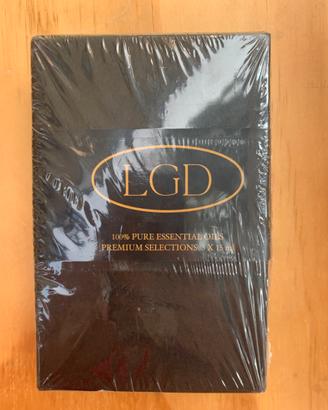 LGD
100% PURE ESSENTIAL OILS
PREMIUM SELECTIONS X 15 ml